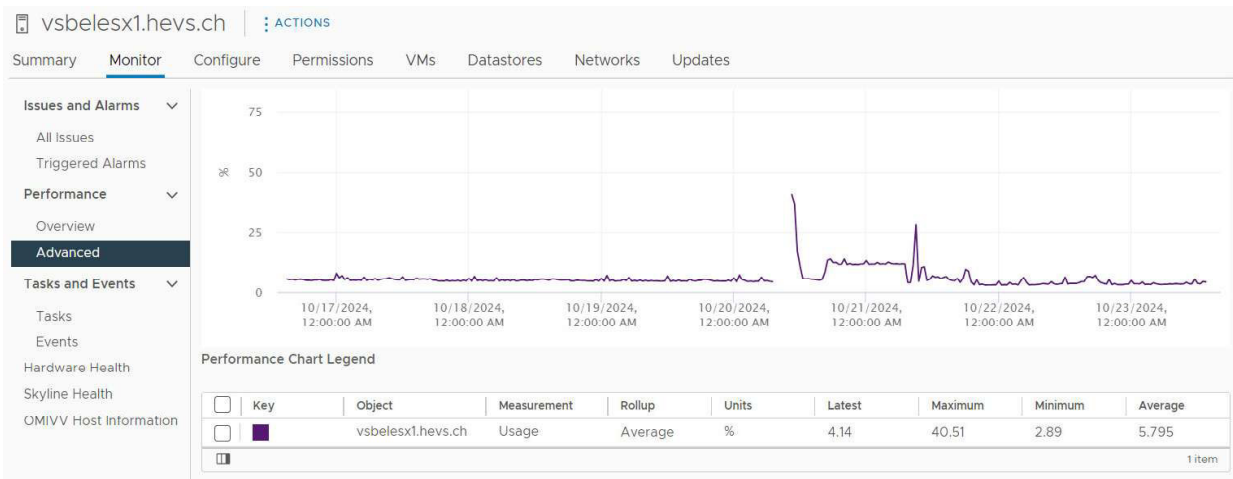 vsbelesx1.hevs.ch ACTIONS
Summary Monitor Configure Permissions VMs Datastores Networks Updates
Issues and Alarms
All Issues
Triggered Alarms
Performance
Overview
Advanced
Tasks and Events
Tasks
Events
Hardware Health
Skyline Health
OMIVV Host Information
75
50
25
0
%
10/17/2024, 10/18/2024, 10/19/2024, 10/20/2024, 10/21/2024, 10/22/2024, 10/23/2024,
12:00:00 AM 12:00:00 AM 12:00:00 AM 12:00:00 AM 12:00:00 AM 12:00:00 AM 12:00:00 AM
Performance Chart Legend
Key Object Measurement Rollup Units Latest Maximum Minimum Average
vsbelesx1.hevs.ch Usage Average % 4.14 40.51 2.89 5.795
1 item